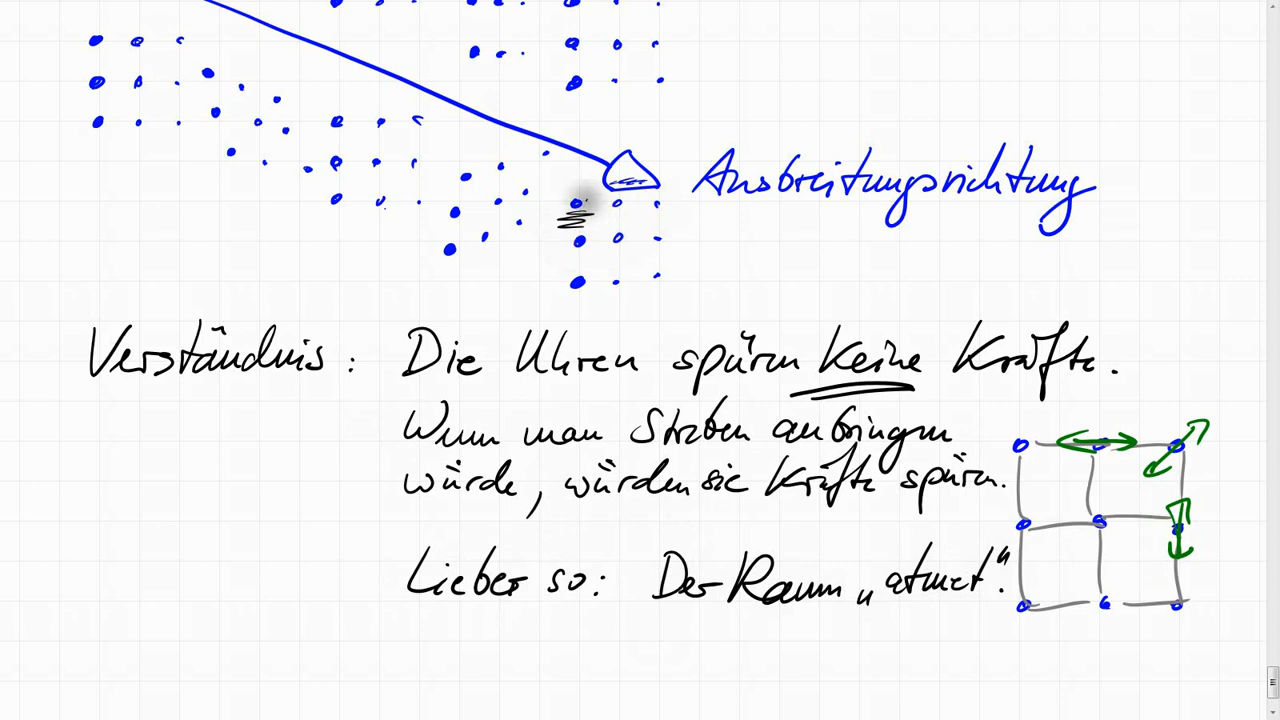 Ausbreitungsrichtung
Verständnis: Die Uhren spüren keine Kräfte.
Wenn man Streben anbringen
würde, würden sie Kräfte spüren.
Lieber so: Der Raum „atmet“.